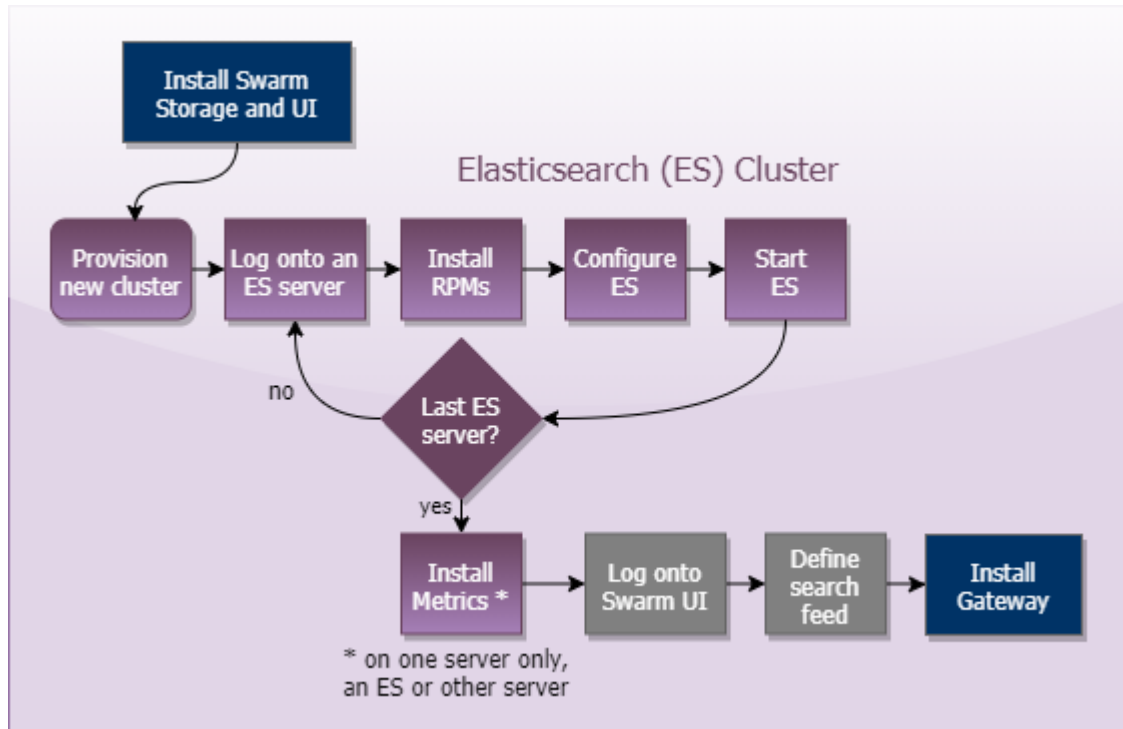 Install Swarm
Storage and UI
Elasticsearch (ES) Cluster
Provision
new cluster
Log onto an
ES server
Install
RPMs
Configure
ES
Start
ES
no
Last ES
server?
yes
Install
Metrics *
Log onto
Swarm UI
Define
search
feed
Install
Gateway
* on one server only,
an ES or other server